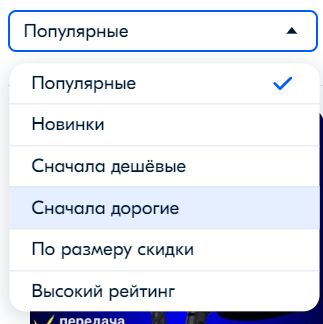 Популярные
Популярные
Новинки
Сначала дешёвые
Сначала дорогие
По размеру скидки
Высокий рейтинг
передача